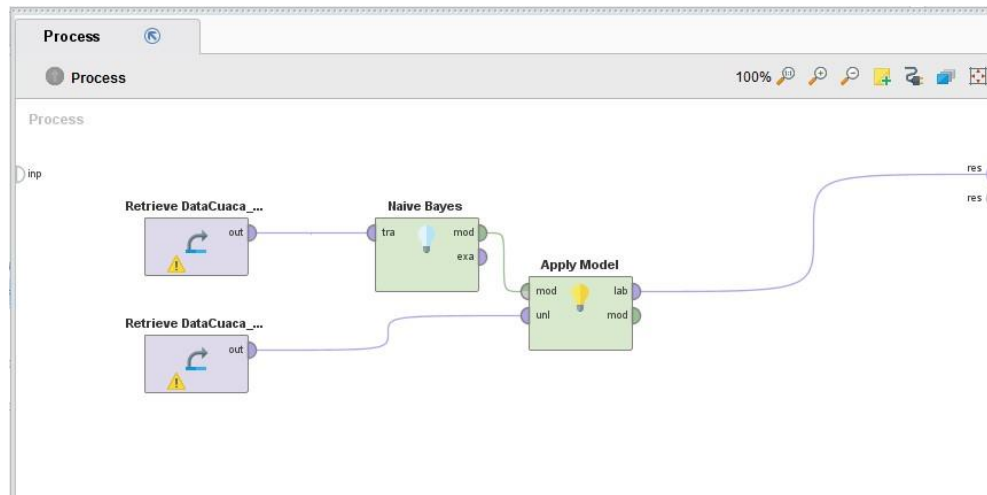 Process
Process
100%
Process
inp
res
res
Retrieve DataCuaca_...
out
Naive Bayes
tra
mod
exa
Apply Model
mod
lab
unl
mod
Retrieve DataCuaca_...
out